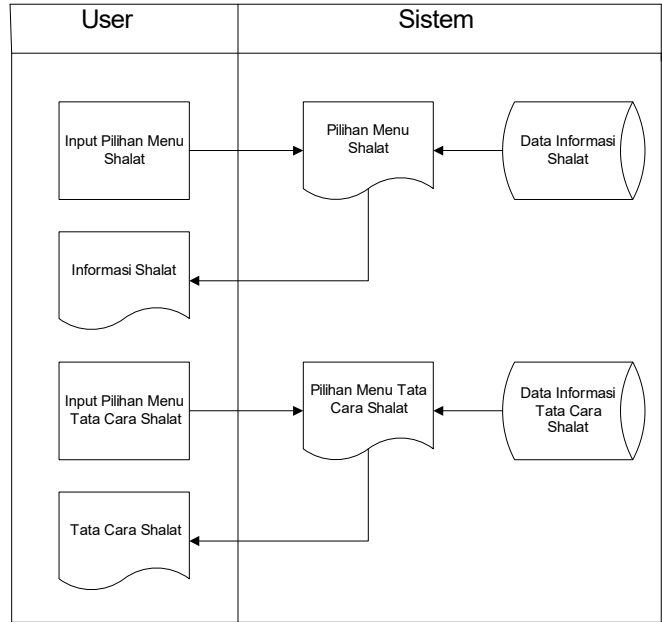 User
Sistem
Input Pilihan Menu
Shalat
Pilihan Menu
Shalat
Data Informasi
Shalat
Informasi Shalat
Input Pilihan Menu
Tata Cara Shalat
Pilihan Menu Tata
Cara Shalat
Data Informasi
Tata Cara
Shalat
Tata Cara Shalat